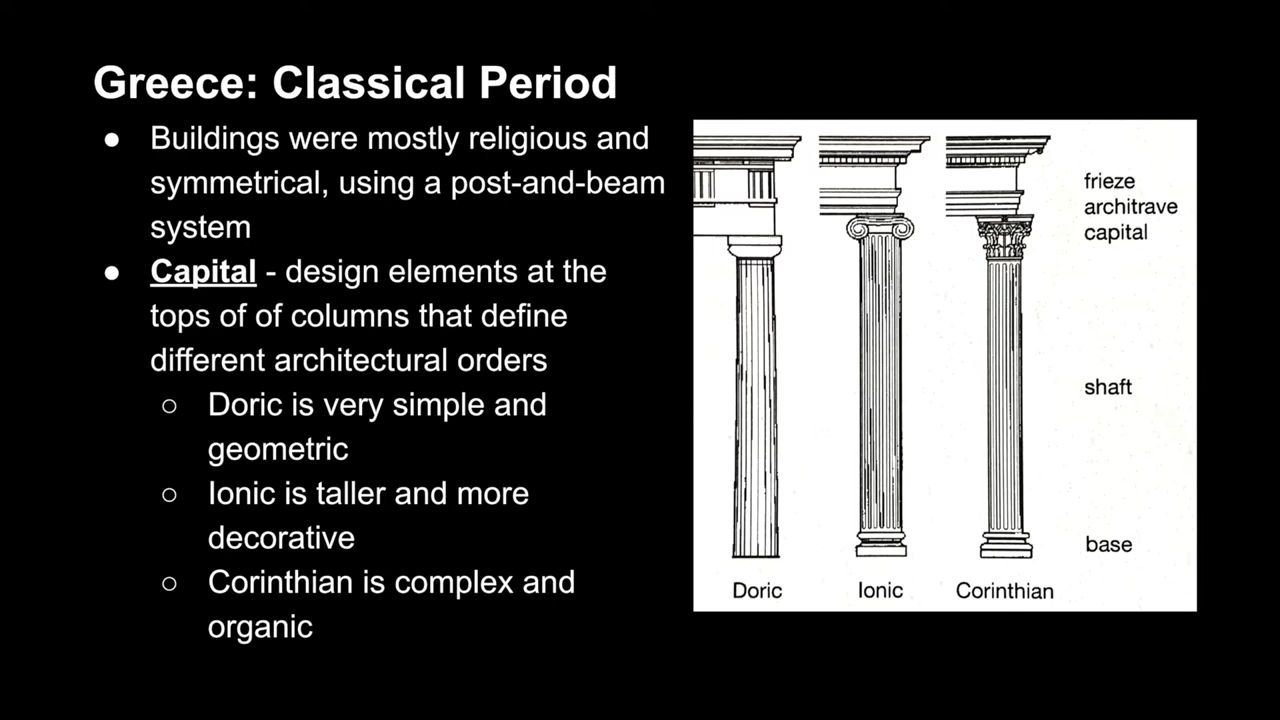 Greece: Classical Period
● Buildings were mostly religious and
symmetrical, using a post-and-beam
system
● Capital - design elements at the
tops of of columns that define
different architectural orders
○ Doric is very simple and
geometric
○ Ionic is taller and more
decorative
○ Corinthian is complex and
organic
frieze
architrave
capital
shaft
base
Doric
Ionic
Corinthian